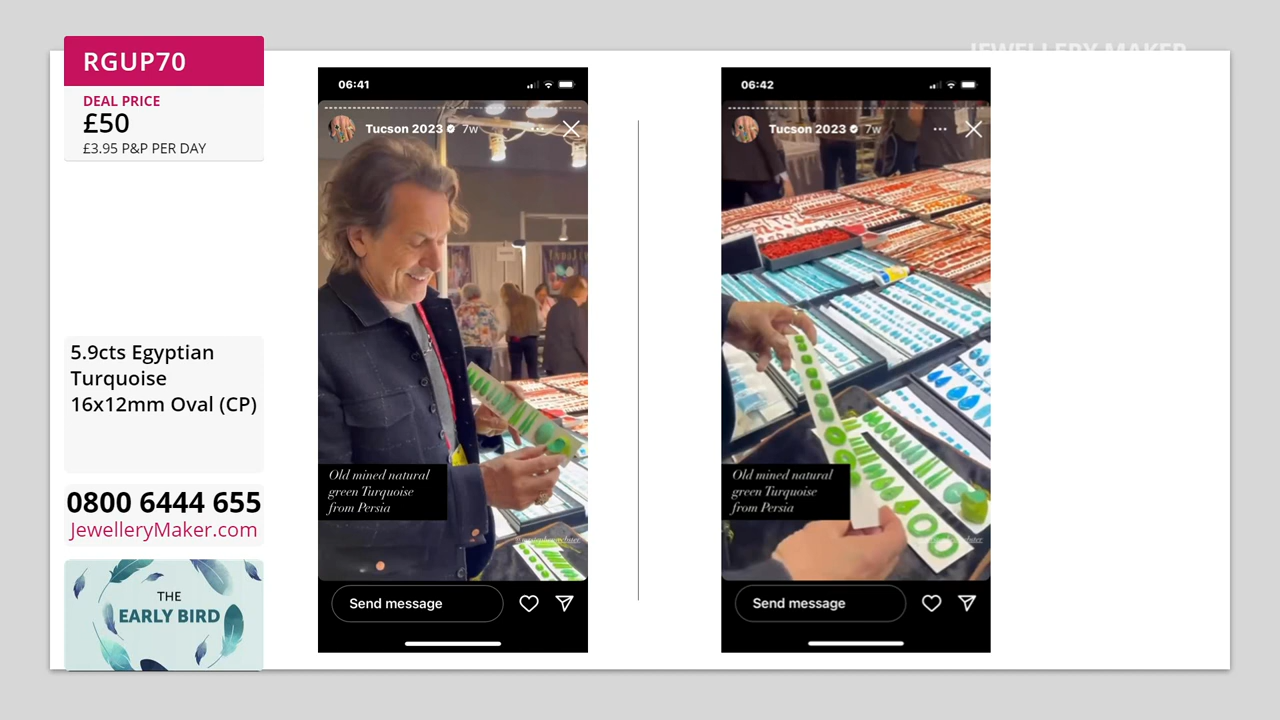 JEWELLERY MAKER
RGUP70
DEAL PRICE
£50
£3.95 P&P PER DAY
5.9cts Egyptian
Turquoise
16x12mm Oval (CP)
0800 6444 655
JewelleryMaker.com
THE
EARLY BIRD
06:41
Tucson 2023 7w
Old mined natural
green Turquoise
from Persia
Send message
06:42
Tucson 2023 7w
Old mined natural
green Turquoise
from Persia
Send message